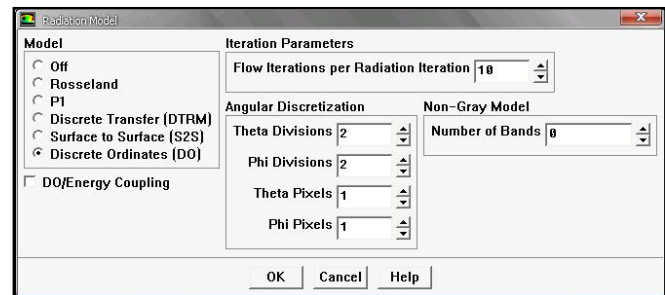 Radiation Model
Model
Off
Rosseland
P1
Discrete Transfer (DTRM)
Surface to Surface (S2S)
Discrete Ordinates (DO)
DO/Energy Coupling
Iteration Parameters
Flow Iterations per Radiation Iteration 10
Angular Discretization
Theta Divisions 2
Phi Divisions 2
Theta Pixels 1
Phi Pixels 1
Non-Gray Model
Number of Bands 0
OK Cancel Help